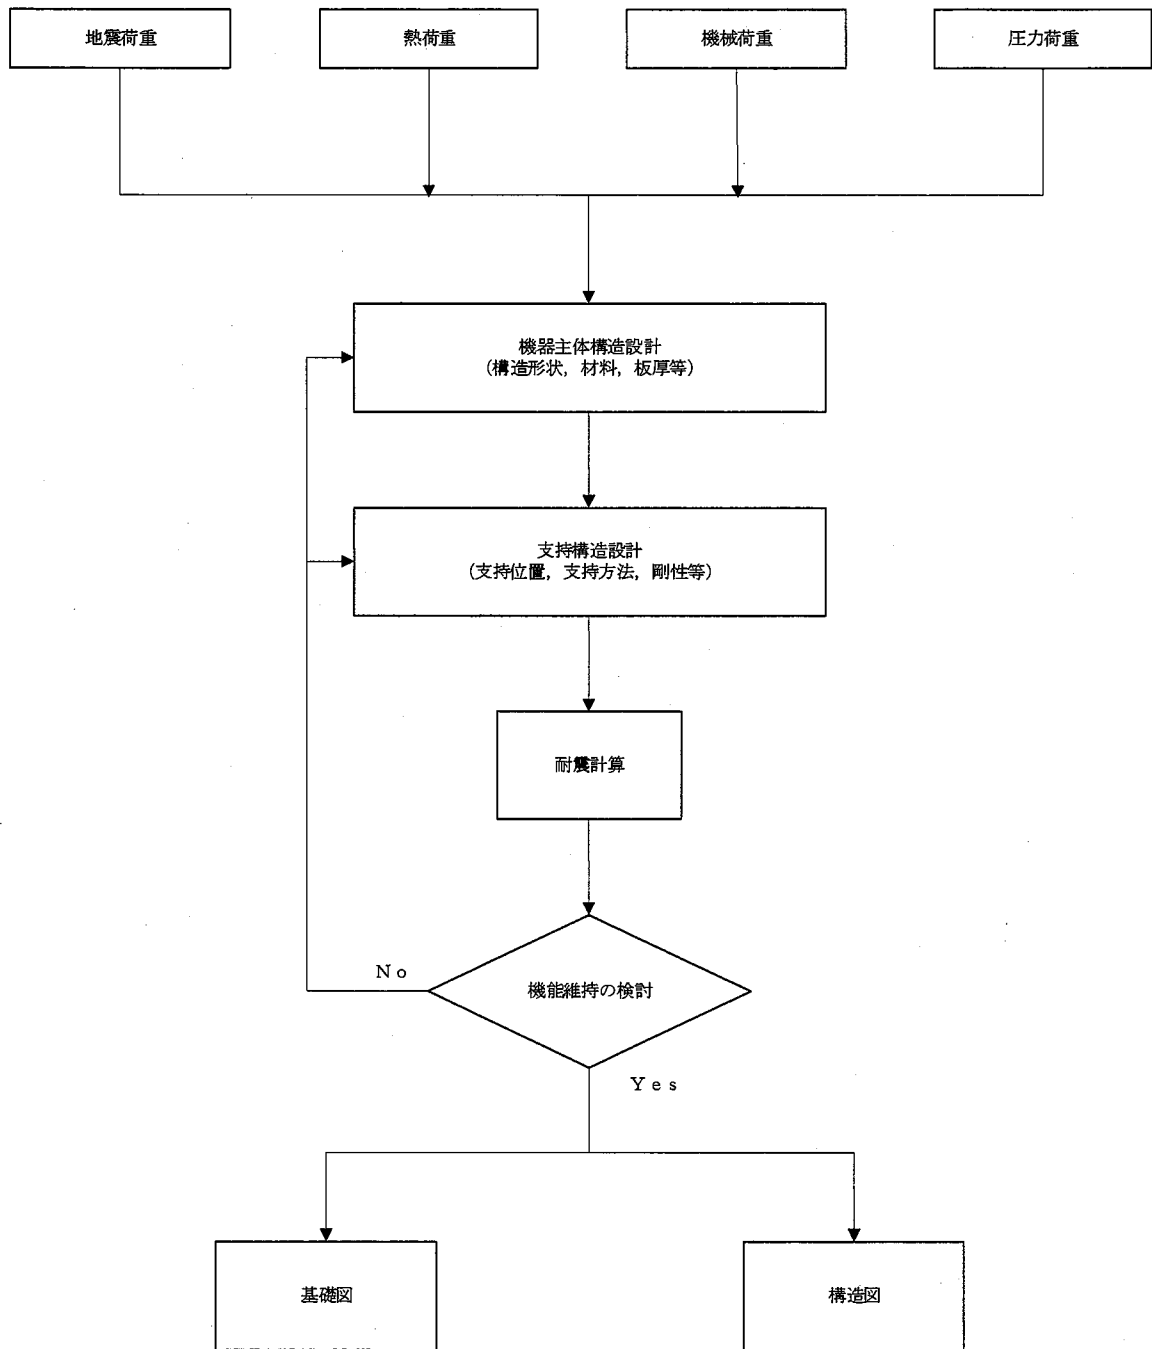 地震荷重
熱荷重
機械荷重
圧力荷重
機器主体構造設計
(構造形状, 材料, 板厚等)
支持構造設計
(支持位置, 支持方法, 剛性等)
耐震計算
機能維持の検討
No
Yes
基礎図
構造図